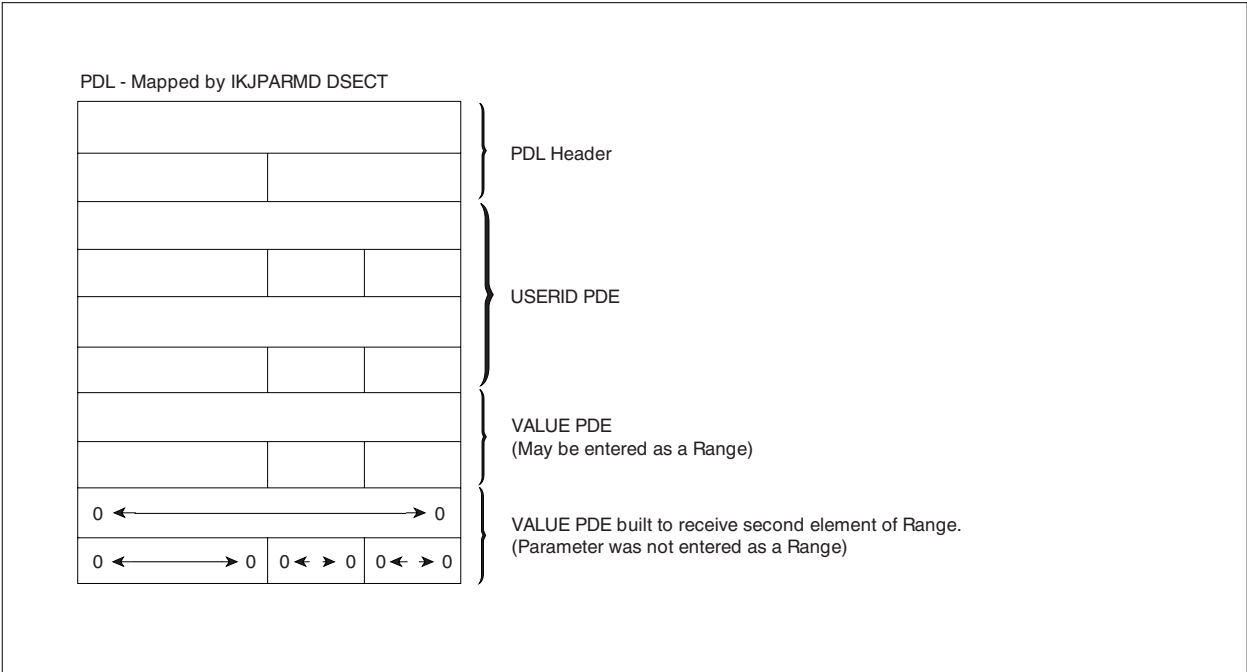 PDL - Mapped by IKJPARMD DSECT
PDL Header
USERID PDE
VALUE PDE
(May be entered as a Range)
0 0
VALUE PDE built to receive second element of Range.
(Parameter was not entered as a Range)
0 0 0 0 0 0